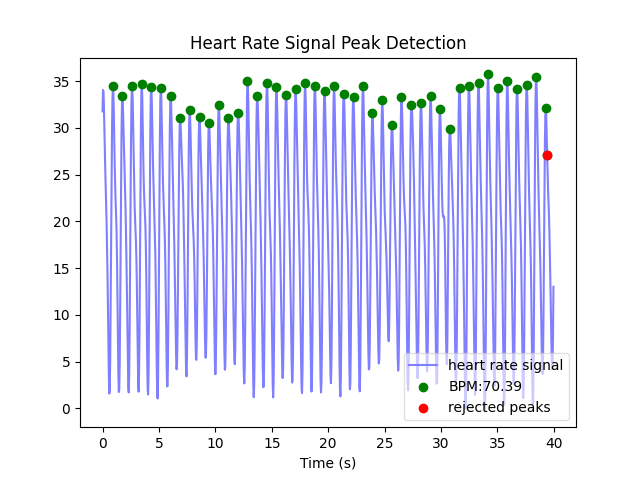 Heart Rate Signal Peak Detection
35
30
25
20
15
10
5
0
heart rate signal
BPM:70.39
rejected peaks
0 5 10 15 20 25 30 35 40
Time (s)